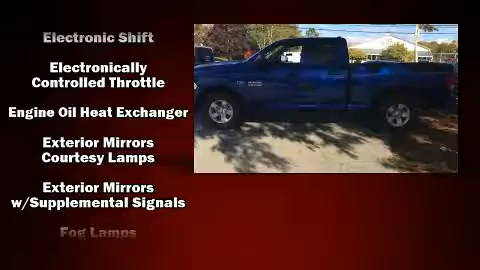 Electronic Shift
Electronically
Controlled Throttle
Engine Oil Heat Exchanger
Exterior Mirrors
Courtesy Lamps
Exterior Mirrors
w/Supplemental Signals
Fog Lamps